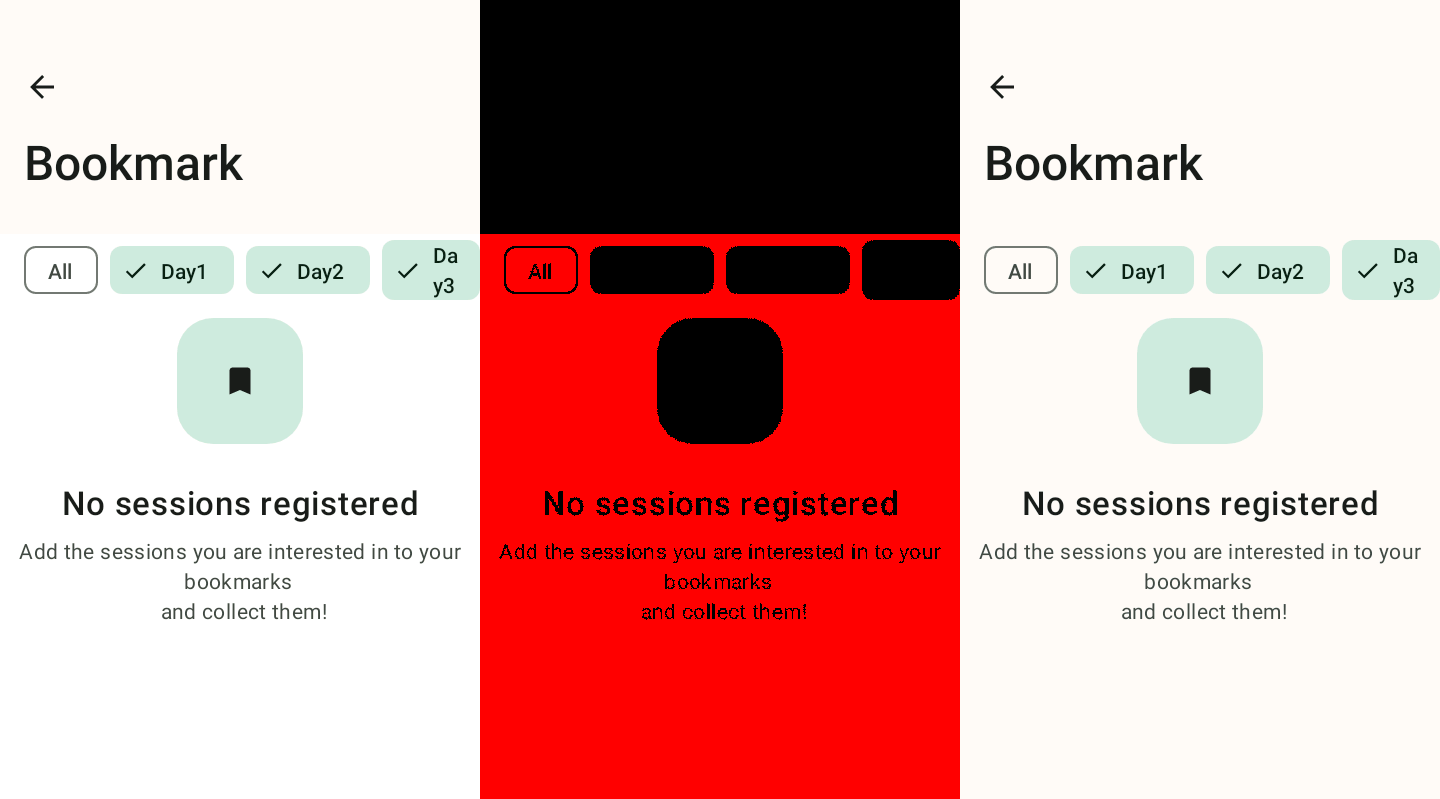 Bookmark
All Day1 Day2 Da
y3
No sessions registered
Add the sessions you are interested in to your
bookmarks
and collect them!
All
No sessions registered
Add the sessions you are interested in to your
bookmarks
and collect them!
Bookmark
All Day1 Day2 Da
y3
No sessions registered
Add the sessions you are interested in to your
bookmarks
and collect them!